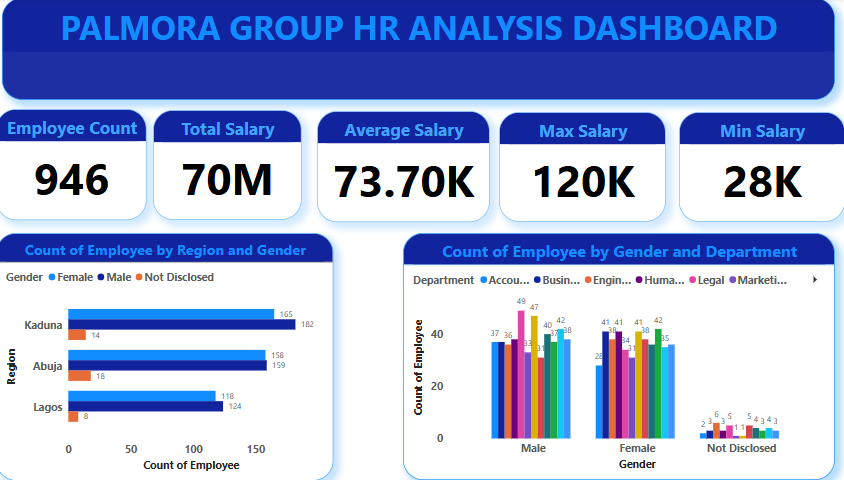 PALMORA GROUP HR ANALYSIS DASHBOARD
Employee Count
Total Salary
Average Salary
Max Salary
Min Salary
946
70M
73.70K
120K
28K
Count of Employee by Region and Gender
Gender Female Male Not Disclosed
Region
Kaduna
165
182
14
Abuja
158
159
18
Lagos
118
124
8
0 50 100 150
Count of Employee
Count of Employee by Gender and Department
Department Accou... Busin... Engin... Huma... Legal Marketi...
Count of Employee
40
20
0
37 36 49 33 47 31 40 37 42 38
28 41 38 41 34 31 41 38 42 35
2 3 6 3 5 1 1 5 4 3 4 3
Male Female Not Disclosed
Gender